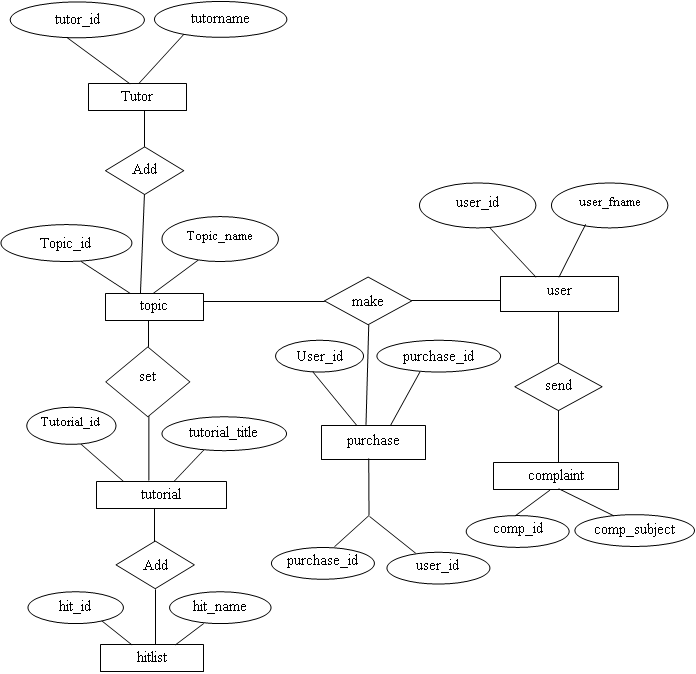 tutor_id
tutorname
Tutor
Add
user_id
user_fname
Topic_id
Topic_name
topic
make
user
User_id
purchase_id
set
send
Tutorial_id
tutorial_title
purchase
complaint
tutorial
comp_id
comp_subject
Add
purchase_id
user_id
hit_id
hit_name
hitlist